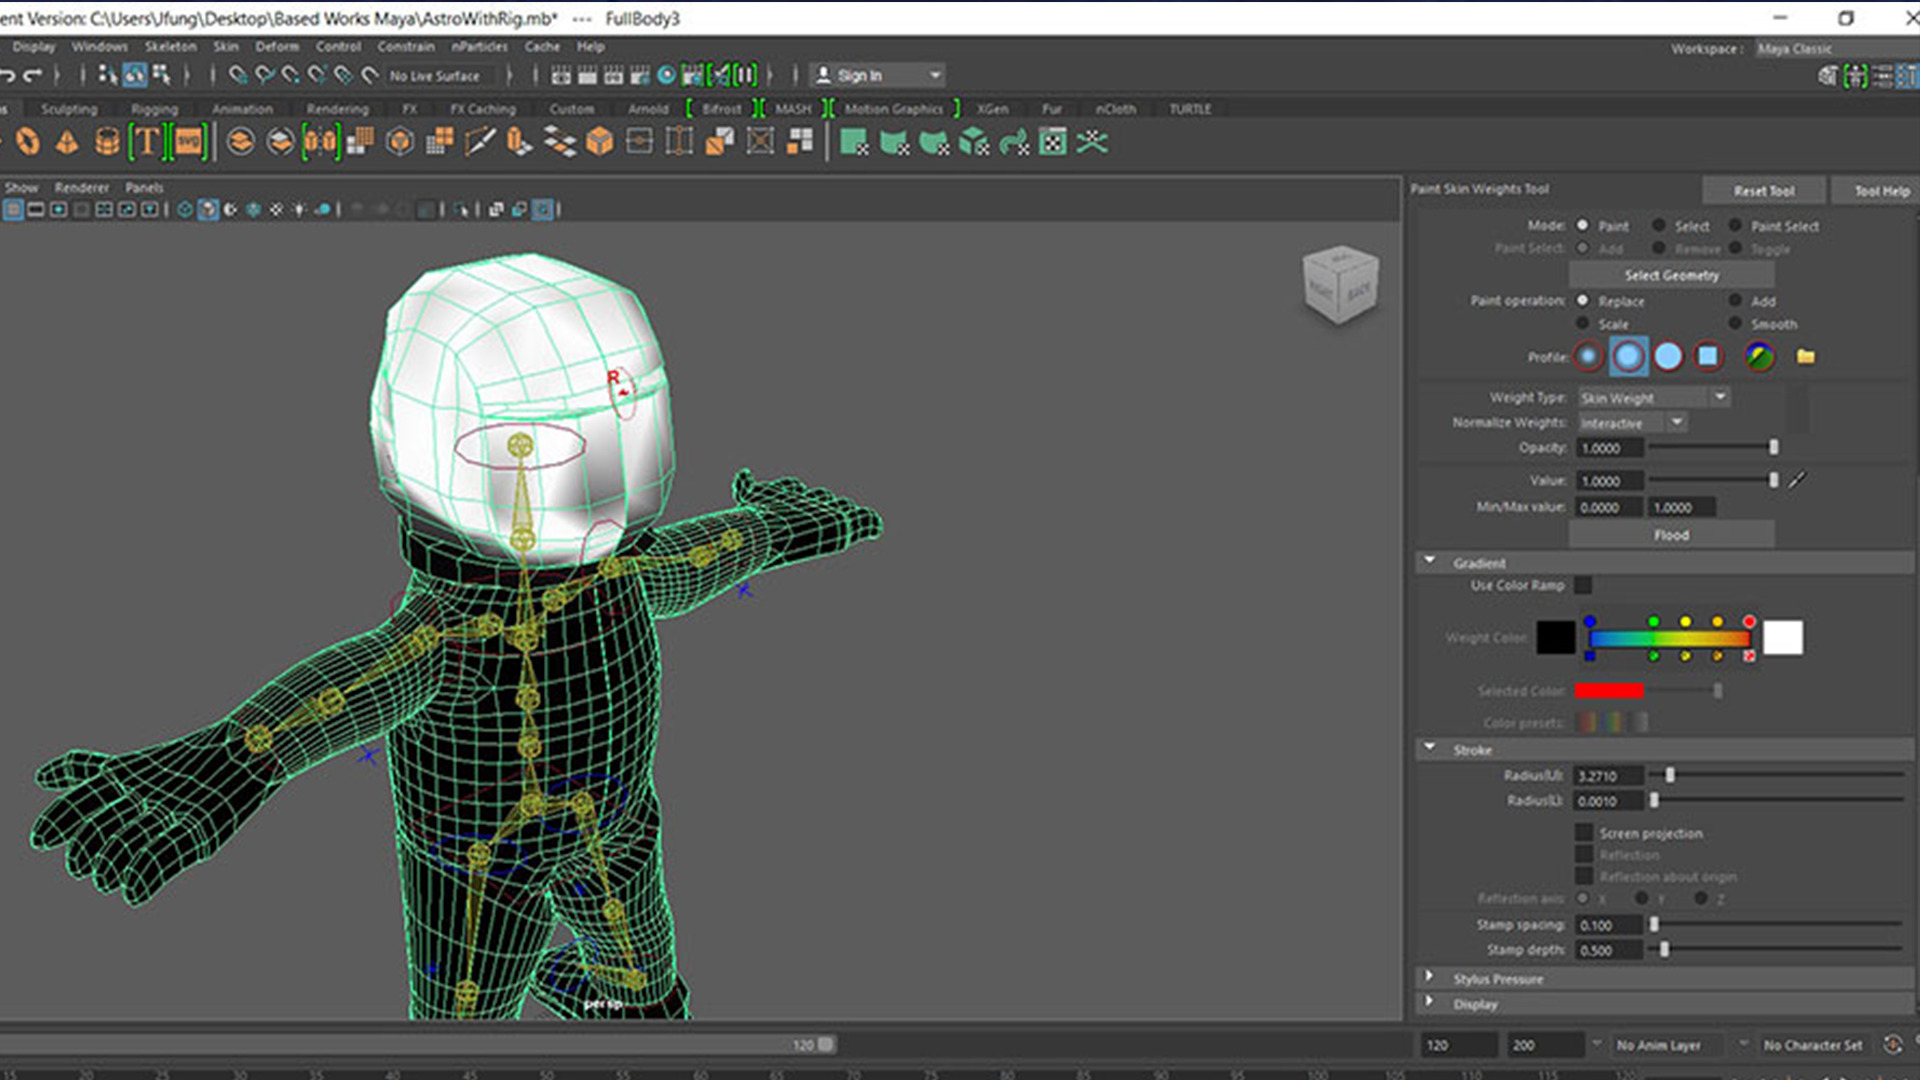 ent Version: C:\Users\Jfung\Desktop\Based Works Maya\AstroWithRig.mb* --- FullBody3
Display Windows Skeleton Skin Deform Control Constrain nParticles Cache Help
Workspace : Maya Classic
No Live Surface
Sign In
Sculpting Rigging Animation Rendering FX FX Caching Custom Arnold Bifrost MASH Motion Graphics XGen Fur nCloth TURTLE
T
Show Renderer Panels
RIGHT BACK
R
persp
Paint Skin Weights Tool Reset Tool Tool Help
Mode: Paint Select Paint Select
Paint Select: Add Remove Toggle
Select Geometry
Paint operation: Replace Add
Scale Smooth
Profile:
Weight Type: Skin Weight
Normalize Weights: Interactive
Opacity: 1.0000
Value: 1.0000
Min/Max value: 0.0000 1.0000
Flood
Gradient
Use Color Ramp
Weight Color:
Selected Color:
Color presets:
Stroke
Radius(U): 3.2710
Radius(L): 0.0010
Screen projection
Reflection
Reflection about origin
Reflection axis: X Y Z
Stamp spacing: 0.100
Stamp depth: 0.500
Stylus Pressure
Display
120
120 200 No Anim Layer No Character Set
15 20 25 30 35 40 45 50 55 60 65 70 75 80 85 90 95 100 105 110 115 120